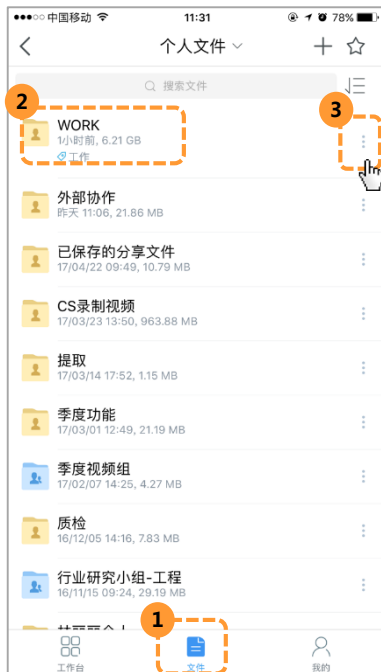 中国移动 11:31 78%
个人文件
搜索文件
2
3
WORK
1小时前, 6.21 GB
工作
外部协作
昨天 11:06, 21.86 MB
已保存的分享文件
17/04/22 09:49, 10.79 MB
CS录制视频
17/03/23 13:50, 963.88 MB
提取
17/03/14 17:52, 1.15 MB
季度功能
17/03/01 12:49, 21.19 MB
季度视频组
17/02/07 14:25, 4.27 MB
质检
16/12/05 14:16, 7.83 MB
行业研究小组-工程
16/11/15 09:24, 29.19 MB
1
工作台 文件 我的